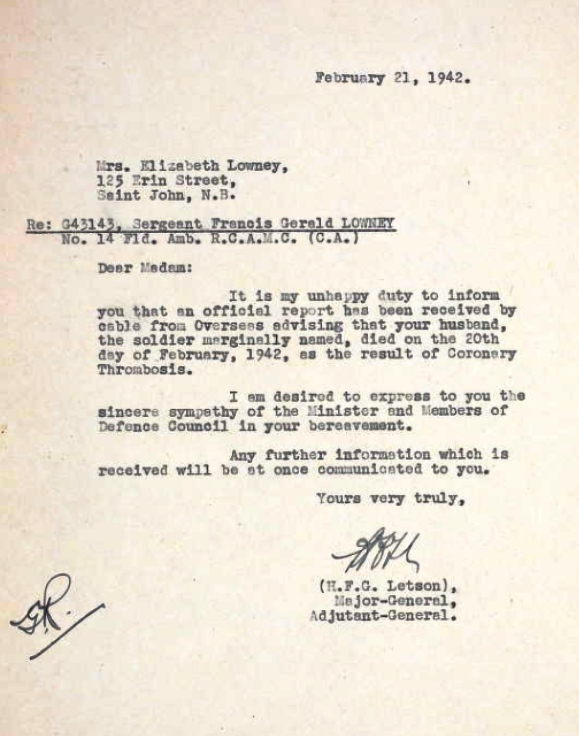 February 21, 1942.
Mrs. Elizabeth Lowney,
125 Erin Street,
Saint John, N.B.
Re: G43143, Sergeant Francis Gerald LOWNEY
No. 14 Fld. Amb. R.C.A.M.C. (C.A.)
Dear Madam:
It is my unhappy duty to inform
you that an official report has been received by
cable from Overseas advising that your husband,
the soldier marginally named, died on the 20th
day of February, 1942, as the result of Coronary
Thrombosis.
I am desired to express to you the
sincere sympathy of the Minister and Members of
Defence Council in your bereavement.
Any further information which is
received will be at once communicated to you.
Yours very truly,
(H.F.G. Letson),
Major-General,
Adjutant-General.